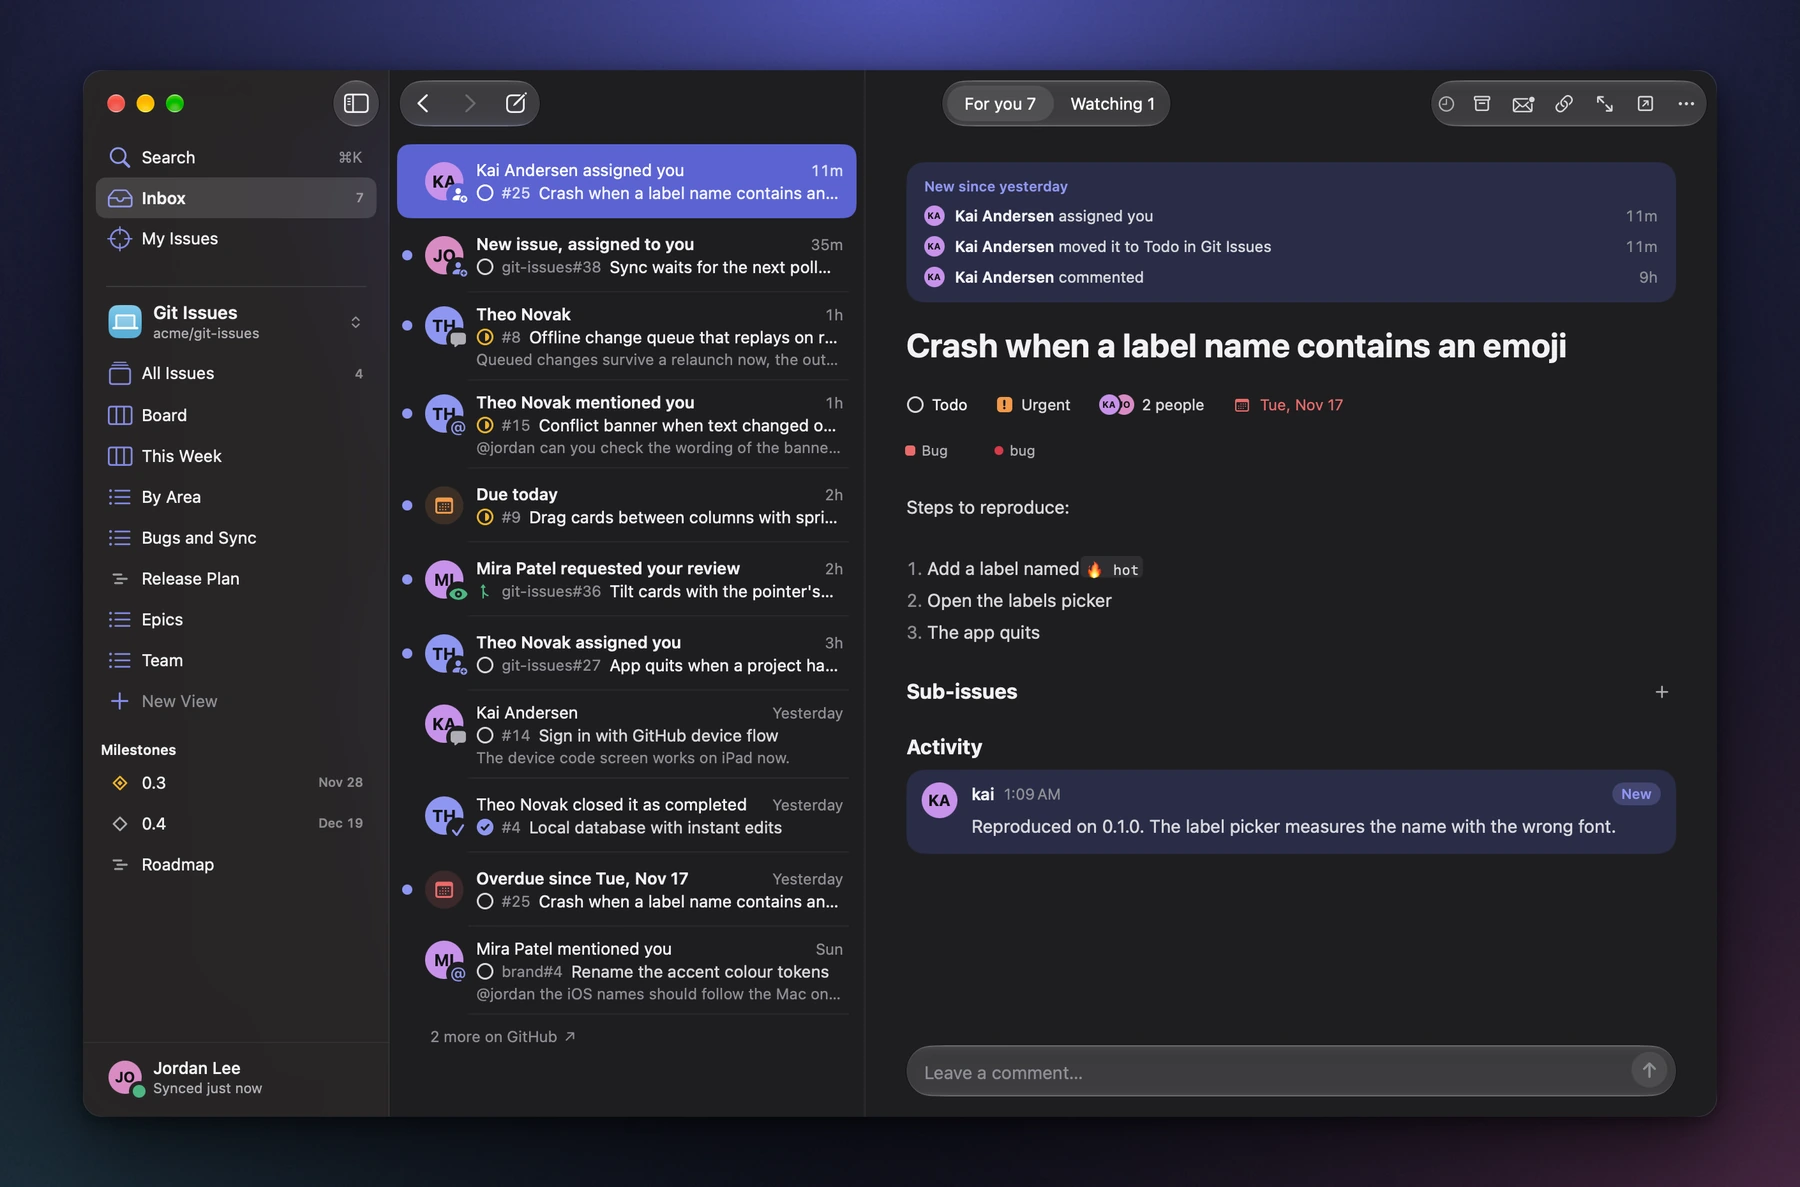 Search ⌘K
Inbox 7
My Issues
Git Issues
acme/git-issues
All Issues 4
Board
This Week
By Area
Bugs and Sync
Release Plan
Epics
Team
New View
Milestones
0.3 Nov 28
0.4 Dec 19
Roadmap
JO
Jordan Lee
Synced just now
KA
Kai Andersen assigned you 11m
#25 Crash when a label name contains an...
JO
New issue, assigned to you 35m
git-issues#38 Sync waits for the next poll...
TH
Theo Novak 1h
#8 Offline change queue that replays on r...
Queued changes survive a relaunch now, the out...
TH
Theo Novak mentioned you 1h
#15 Conflict banner when text changed o...
@jordan can you check the wording of the banne...
Due today 2h
#9 Drag cards between columns with spri...
MI
Mira Patel requested your review 2h
git-issues#36 Tilt cards with the pointer's...
TH
Theo Novak assigned you 3h
git-issues#27 App quits when a project ha...
KA
Kai Andersen Yesterday
#14 Sign in with GitHub device flow
The device code screen works on iPad now.
TH
Theo Novak closed it as completed Yesterday
#4 Local database with instant edits
Overdue since Tue, Nov 17 Yesterday
#25 Crash when a label name contains an...
MI
Mira Patel mentioned you Sun
brand#4 Rename the accent colour tokens
@jordan the iOS names should follow the Mac on...
2 more on GitHub ↗
For you 7 Watching 1
New since yesterday
KA Kai Andersen assigned you 11m
KA Kai Andersen moved it to Todo in Git Issues 11m
KA Kai Andersen commented 9h
Crash when a label name contains an emoji
Todo Urgent KA JO 2 people Tue, Nov 17
Bug bug
Steps to reproduce:
1. Add a label named 🔥 hot
2. Open the labels picker
3. The app quits
Sub-issues +
Activity
KA kai 1:09 AM New
Reproduced on 0.1.0. The label picker measures the name with the wrong font.
Leave a comment...